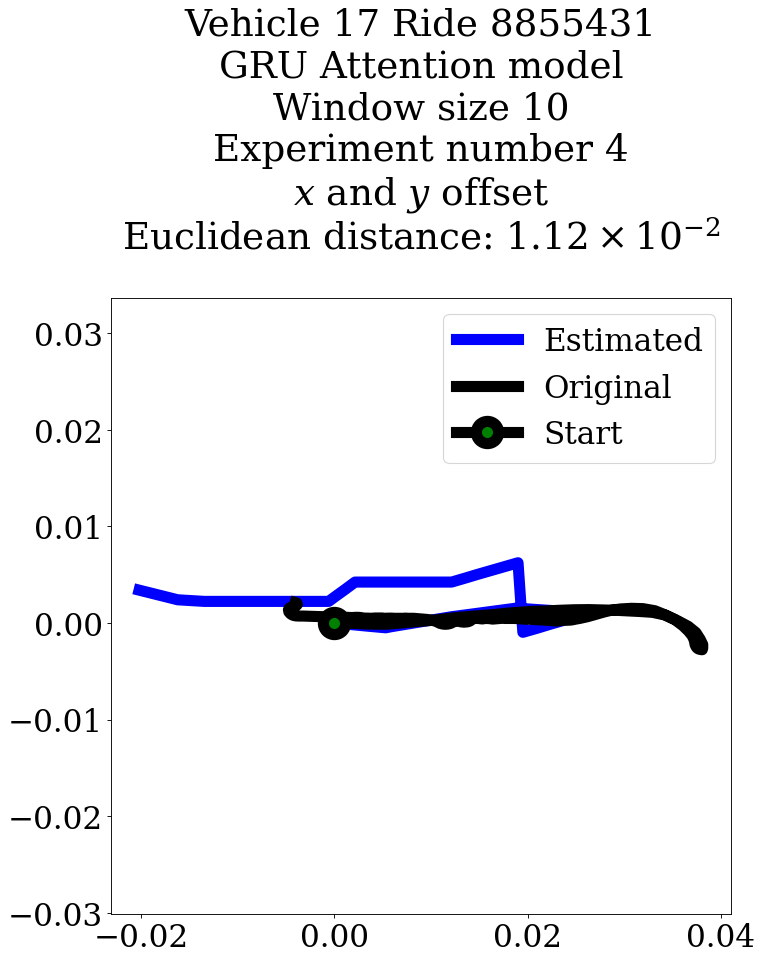 Vehicle 17 Ride 8855431
GRU Attention model
Window size 10
Experiment number 4
x and y offset
Euclidean distance: 1.12 × 10⁻²
Estimated
Original
Start
0.03
0.02
0.01
0.00
−0.01
−0.02
−0.03
−0.02 0.00 0.02 0.04